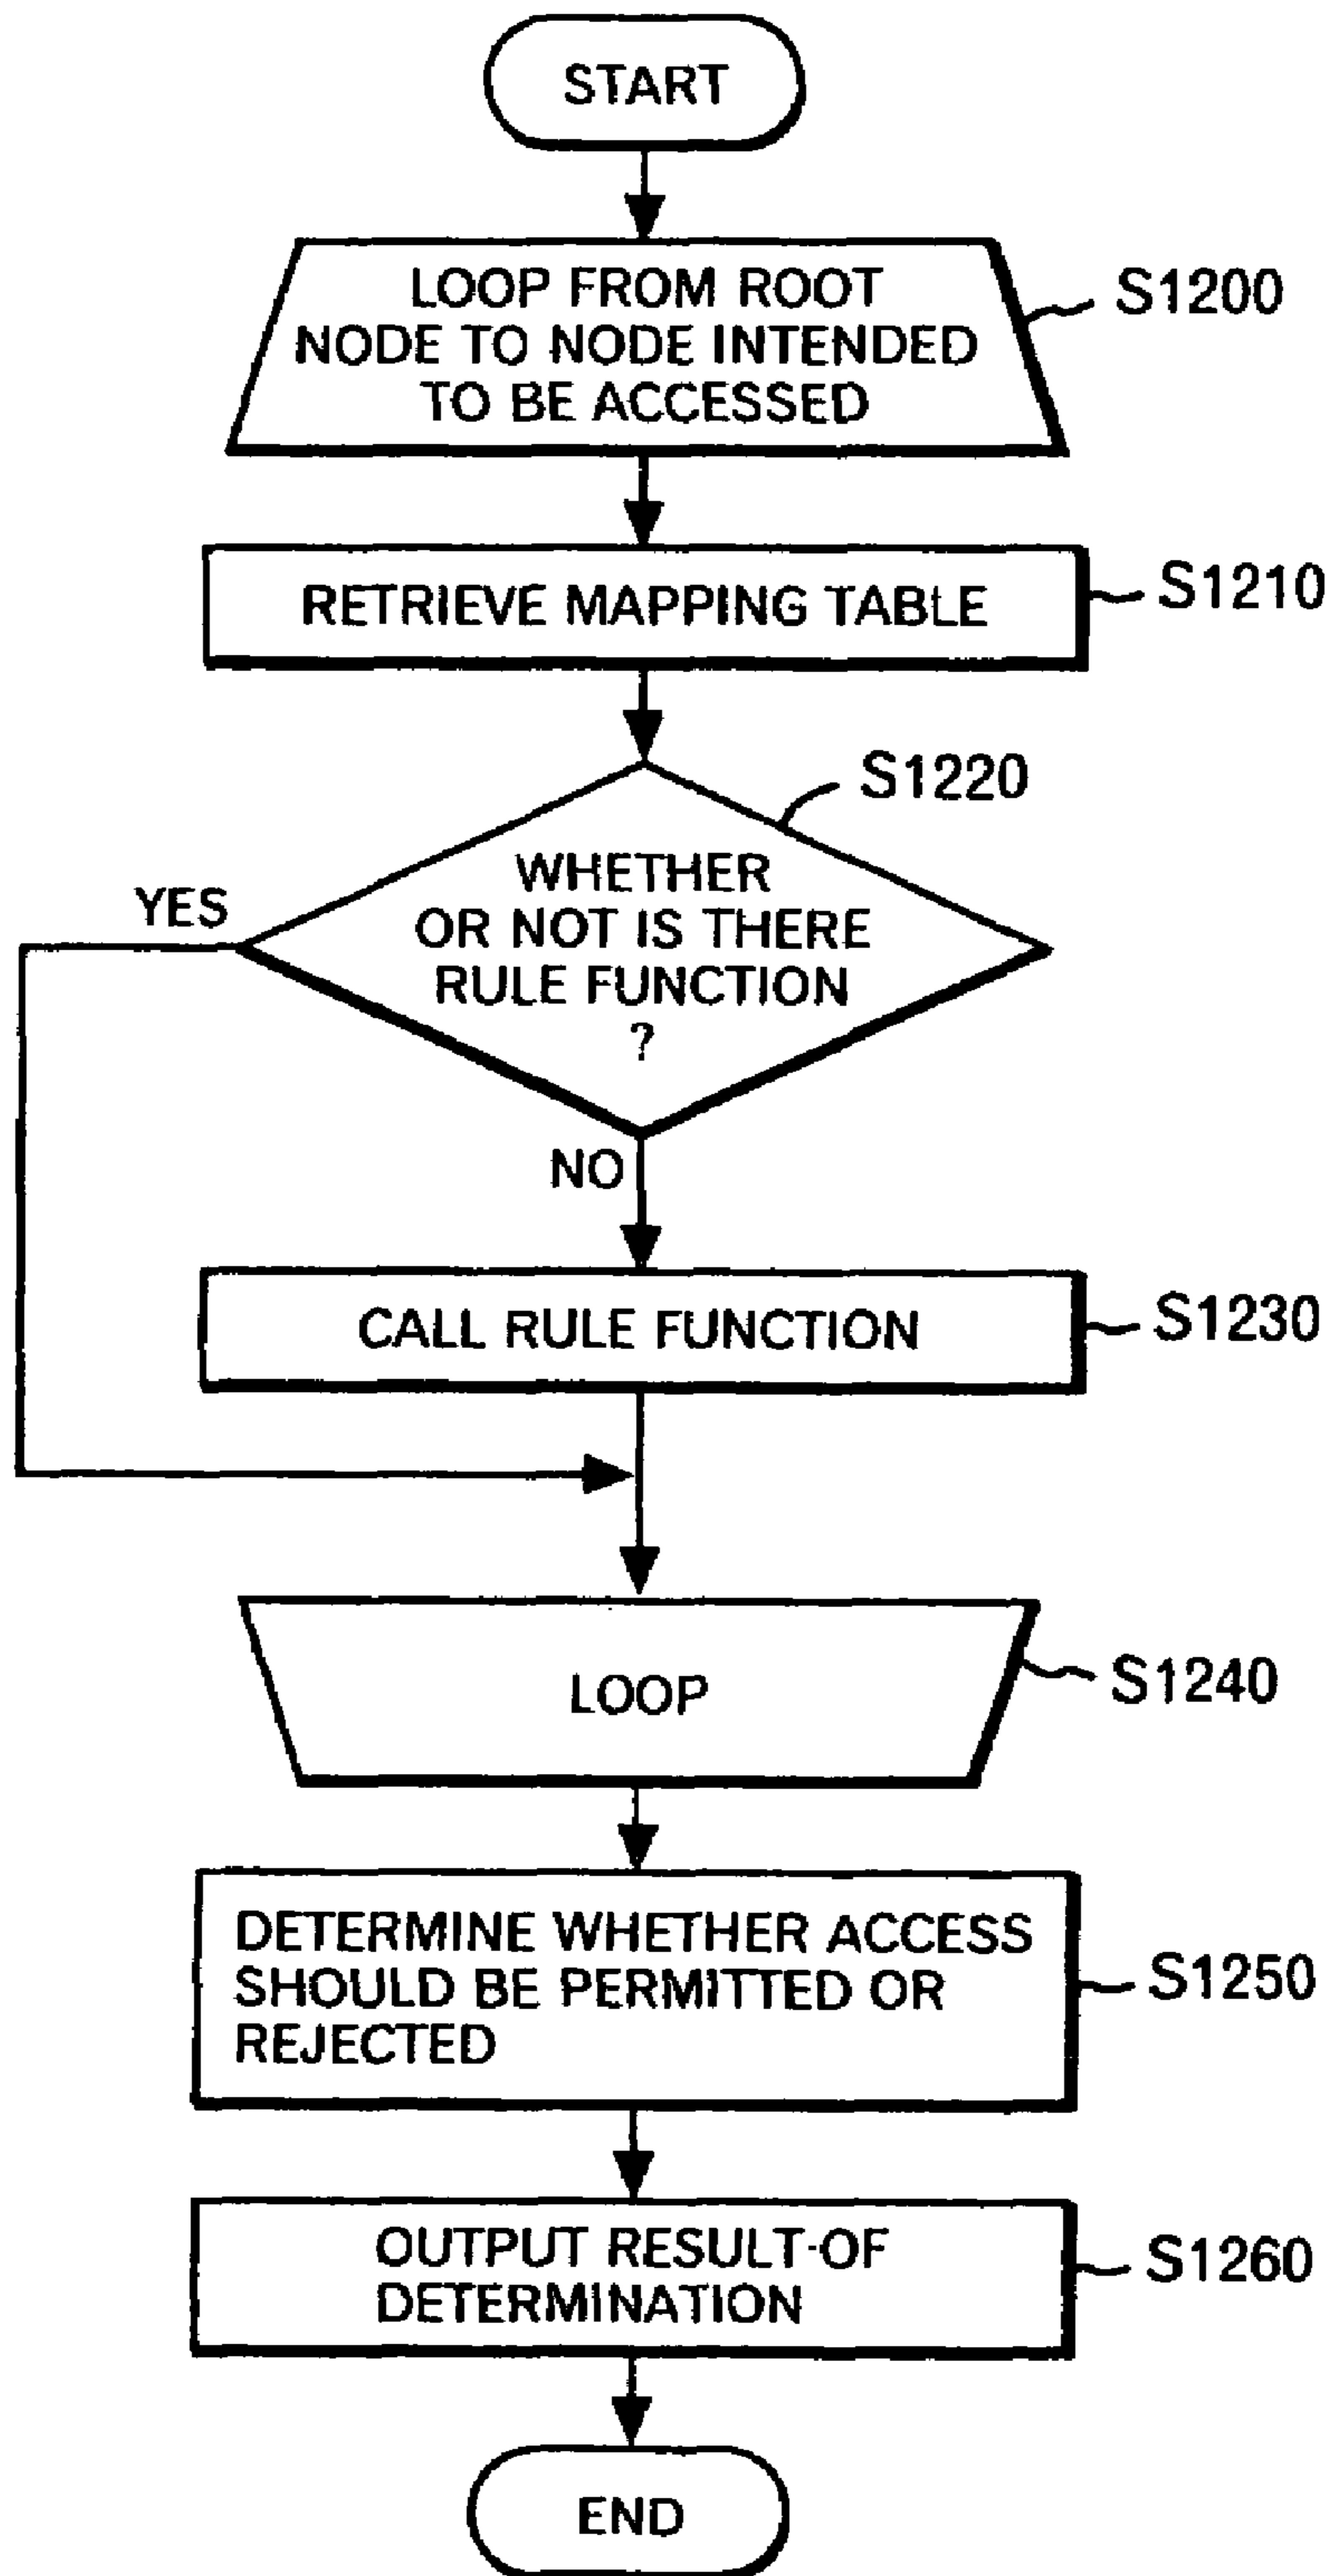 START
LOOP FROM ROOT
NODE TO NODE INTENDED
TO BE ACCESSED
S1200
RETRIEVE MAPPING TABLE
S1210
S1220
WHETHER
OR NOT IS THERE
RULE FUNCTION
?
YES
NO
CALL RULE FUNCTION
S1230
LOOP
S1240
DETERMINE WHETHER ACCESS
SHOULD BE PERMITTED OR
REJECTED
S1250
OUTPUT RESULT-OF
DETERMINATION
S1260
END